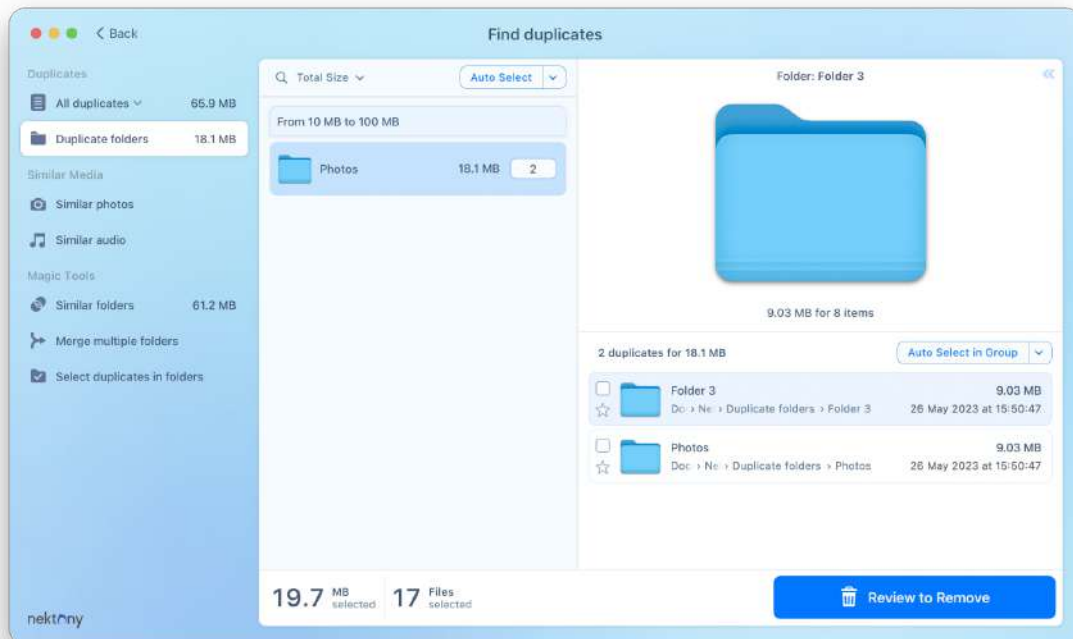 Back
Find duplicates
Duplicates
All duplicates 65.9 MB
Duplicate folders 18.1 MB
Similar Media
Similar photos
Similar audio
Magic Tools
Similar folders 61.2 MB
Merge multiple folders
Select duplicates in folders
nektony
Total Size Auto Select
From 10 MB to 100 MB
Photos 18.1 MB 2
Folder: Folder 3
9.03 MB for 8 items
2 duplicates for 18.1 MB Auto Select in Group
Folder 3 9.03 MB
Do › Ne › Duplicate folders › Folder 3 26 May 2023 at 15:50:47
Photos 9.03 MB
Doc › Ne › Duplicate folders › Photos 26 May 2023 at 15:50:47
19.7 MB selected 17 Files selected
Review to Remove